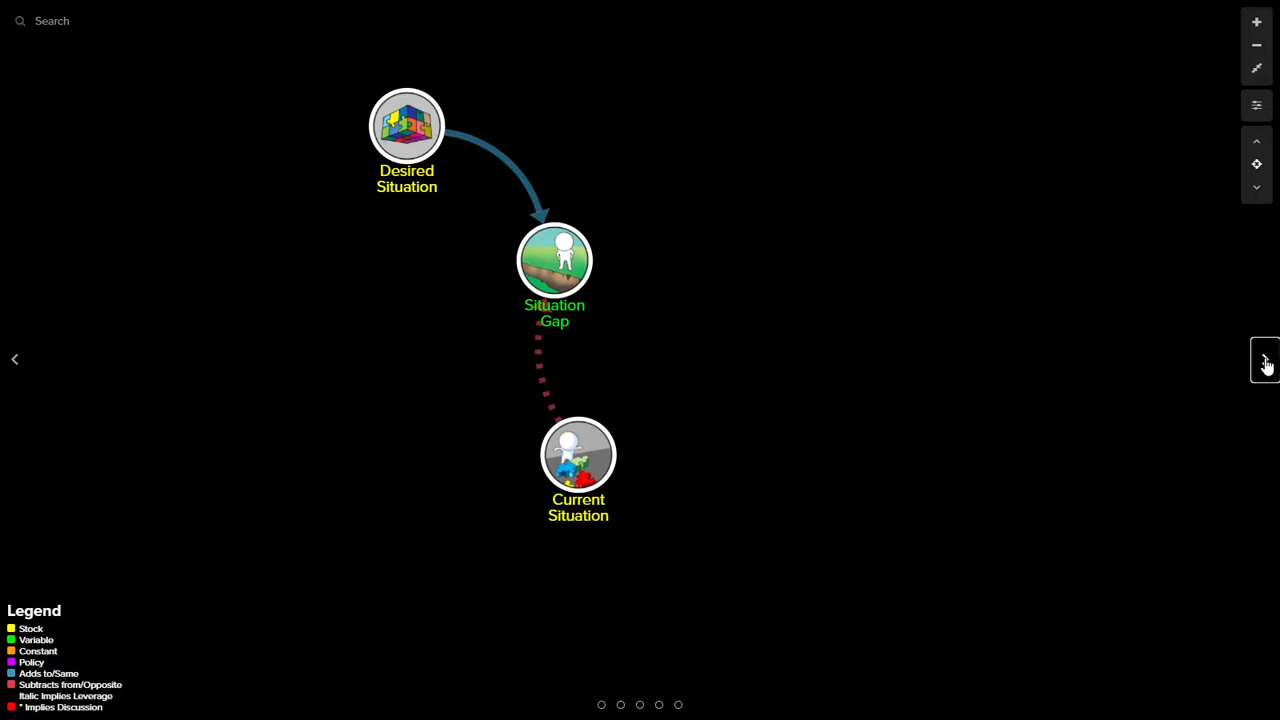 Search
Desired
Situation
Situation
Gap
Current
Situation
Legend
Stock
Variable
Constant
Policy
Adds to/Same
Subtracts from/Opposite
Italic Implies Leverage
* Implies Discussion